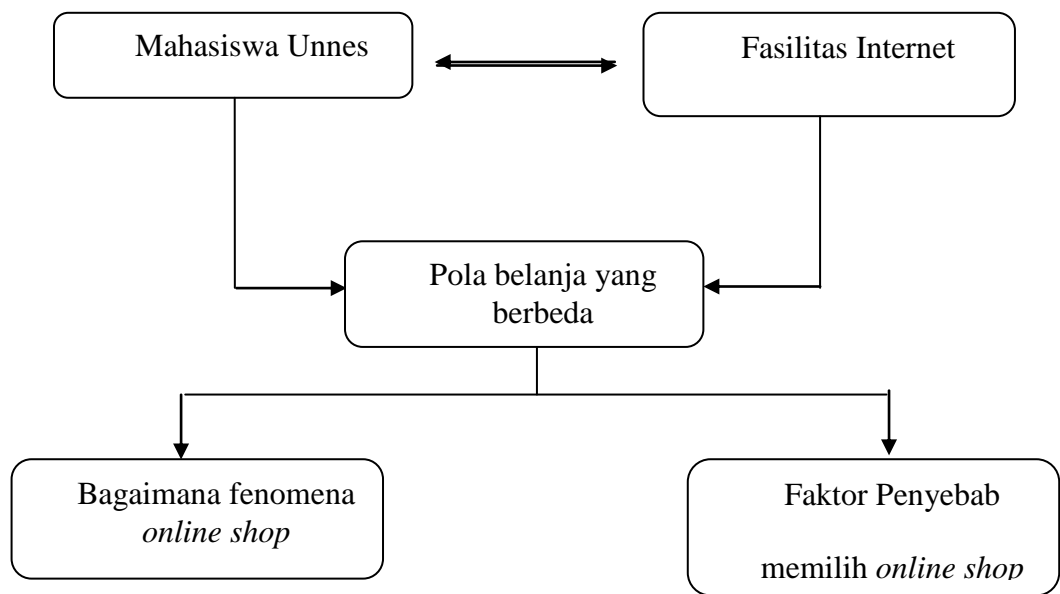 Mahasiswa Unnes
Fasilitas Internet
Pola belanja yang
berbeda
Bagaimana fenomena
online shop
Faktor Penyebab
memilih online shop